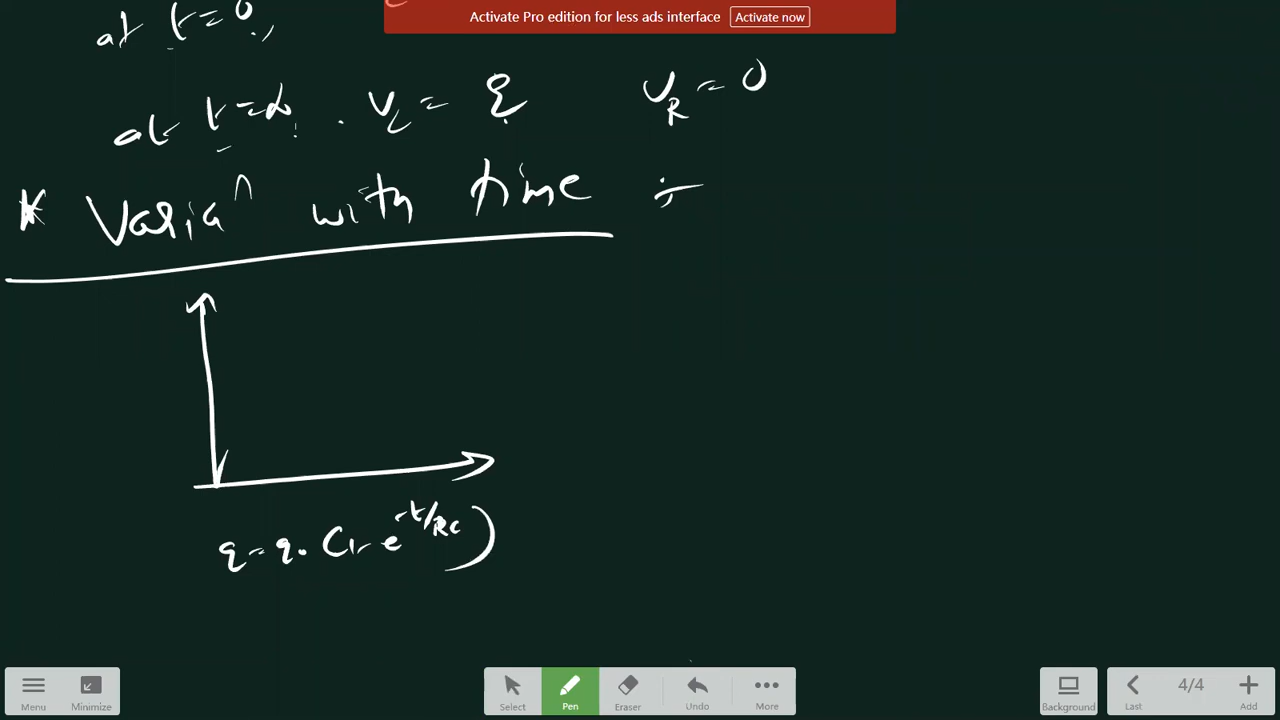 at t=0,
Activate Pro edition for less ads interface Activate now
at t=∞, V_C = ε V_R = 0
* Varia^n with time :-
q = q₀ (1-e^-t/RC)
Menu Minimize Select Pen Eraser Undo More Background Last 4/4 Add